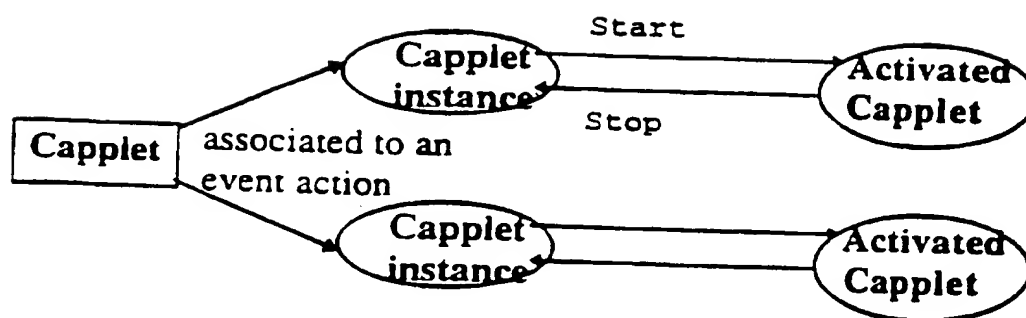 Start
Capplet
instance
Activated
Capplet
Stop
Capplet
associated to an
event action
Capplet
instance
Activated
Capplet